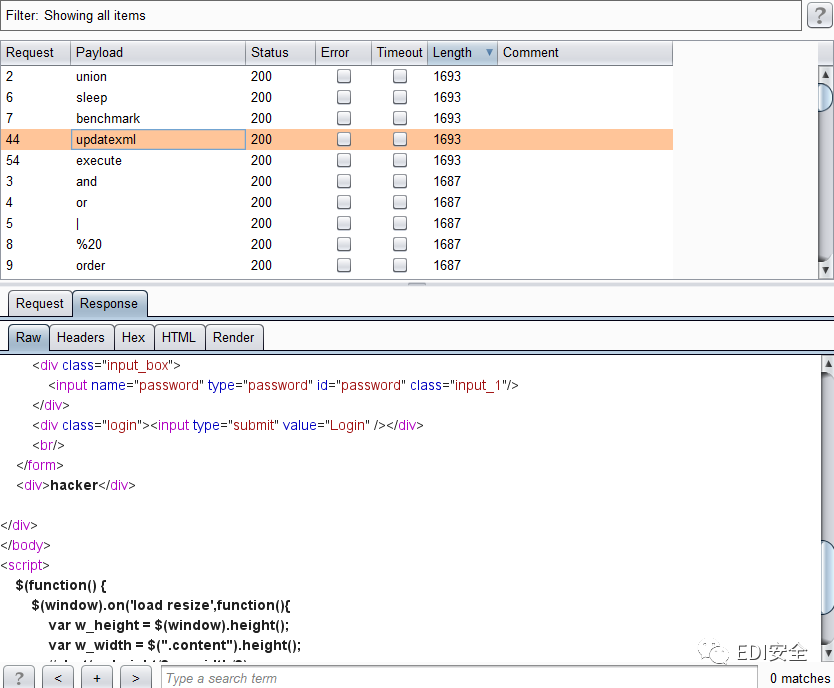 Filter: Showing all items
?
Request Payload Status Error Timeout Length Comment
2 union 200 1693
6 sleep 200 1693
7 benchmark 200 1693
44 updatexml 200 1693
54 execute 200 1693
3 and 200 1687
4 or 200 1687
5 | 200 1687
8 %20 200 1687
9 order 200 1687
Request Response
Raw Headers Hex HTML Render
<div class="input_box">
<input name="password" type="password" id="password" class="input_1"/>
</div>
<div class="login"><input type="submit" value="Login" /></div>
<br/>
</form>
<div>hacker</div>
</div>
</body>
<script>
$(function() {
$(window).on('load resize',function(){
var w_height = $(window).height();
var w_width = $(".content").height();
EDI安全
? < + > Type a search term 0 matches